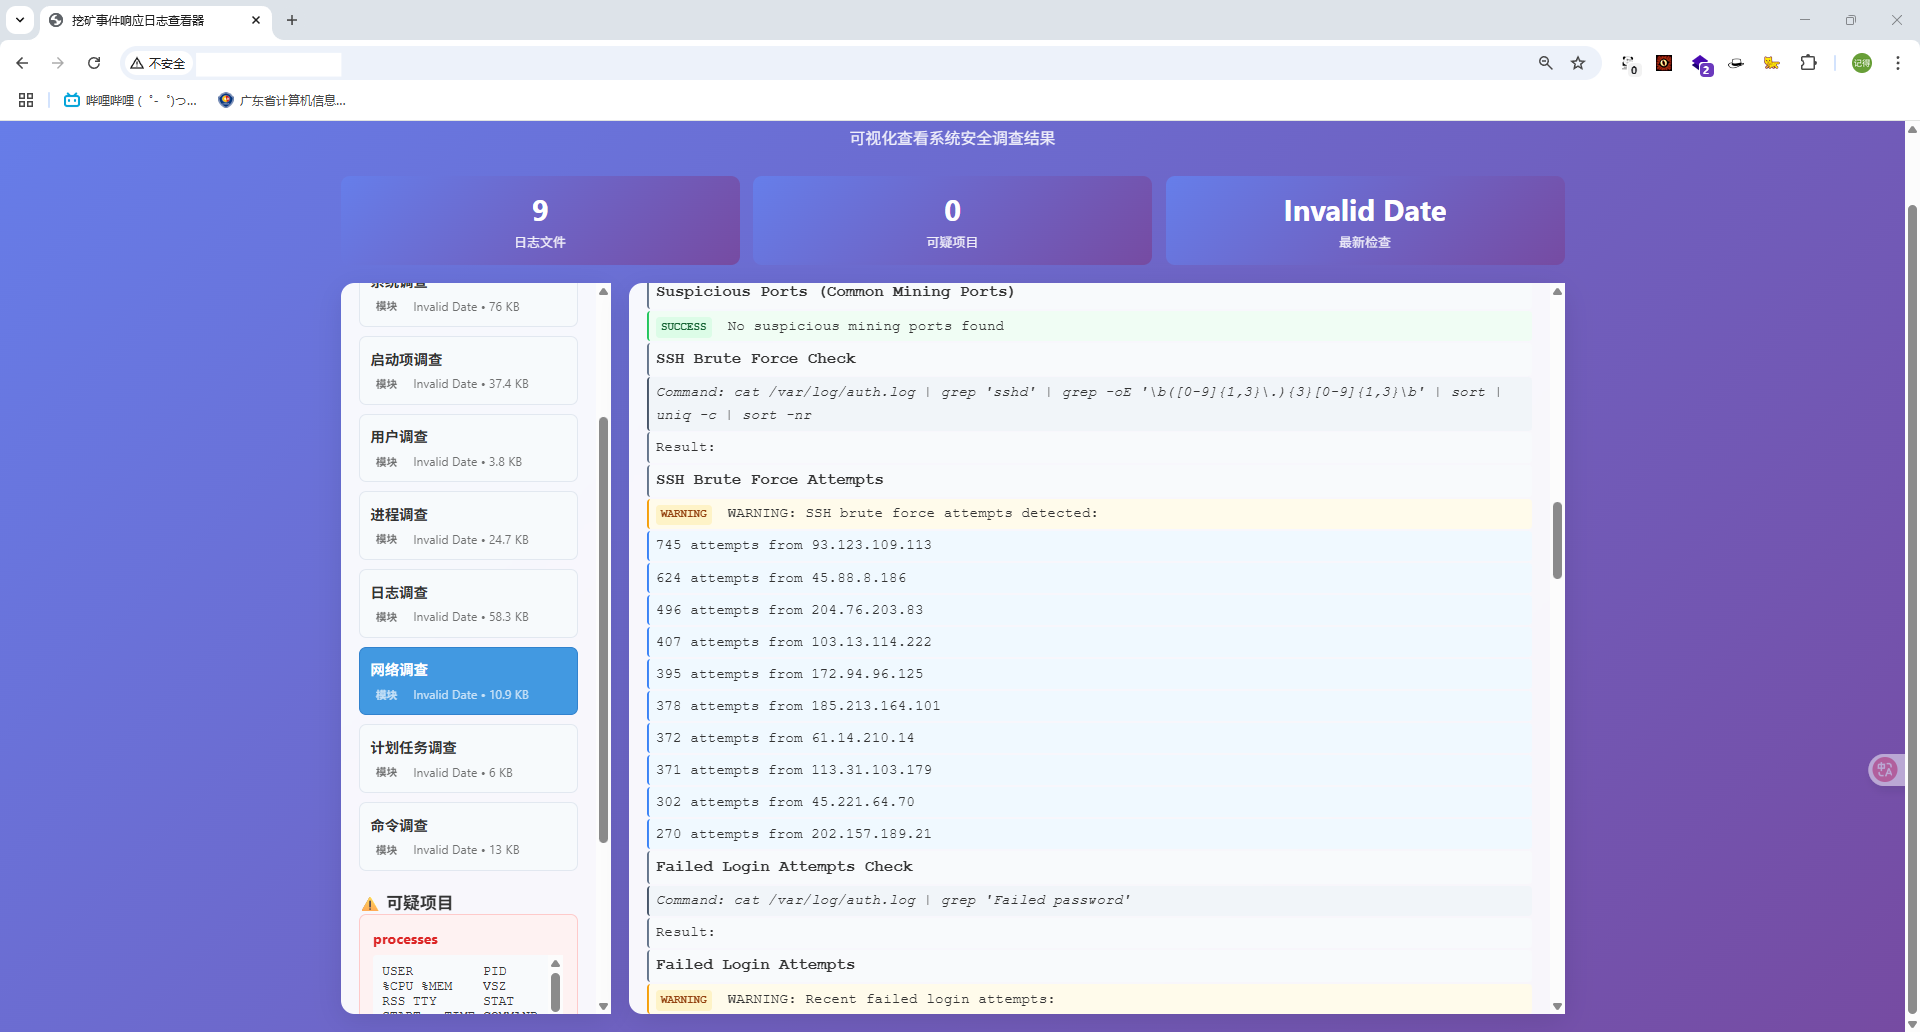 挖矿事件响应日志查看器
不安全
0
2
记得
哔哩哔哩 ( ゜- ゜)つ...
广东省计算机信息...
可视化查看系统安全调查结果
9
日志文件
0
可疑项目
Invalid Date
最新检查
系统调查
模块 Invalid Date • 76 KB
启动项调查
模块 Invalid Date • 37.4 KB
用户调查
模块 Invalid Date • 3.8 KB
进程调查
模块 Invalid Date • 24.7 KB
日志调查
模块 Invalid Date • 58.3 KB
网络调查
模块 Invalid Date • 10.9 KB
计划任务调查
模块 Invalid Date • 6 KB
命令调查
模块 Invalid Date • 13 KB
可疑项目
processes
USER PID
%CPU %MEM VSZ
RSS TTY STAT
START TIME COMMAND
Suspicious Ports (Common Mining Ports)
SUCCESS No suspicious mining ports found
SSH Brute Force Check
Command: cat /var/log/auth.log | grep 'sshd' | grep -oE '\b([0-9]{1,3}\.){3}[0-9]{1,3}\b' | sort |
uniq -c | sort -nr
Result:
SSH Brute Force Attempts
WARNING WARNING: SSH brute force attempts detected:
745 attempts from 93.123.109.113
624 attempts from 45.88.8.186
496 attempts from 204.76.203.83
407 attempts from 103.13.114.222
395 attempts from 172.94.96.125
378 attempts from 185.213.164.101
372 attempts from 61.14.210.14
371 attempts from 113.31.103.179
302 attempts from 45.221.64.70
270 attempts from 202.157.189.21
Failed Login Attempts Check
Command: cat /var/log/auth.log | grep 'Failed password'
Result:
Failed Login Attempts
WARNING WARNING: Recent failed login attempts: